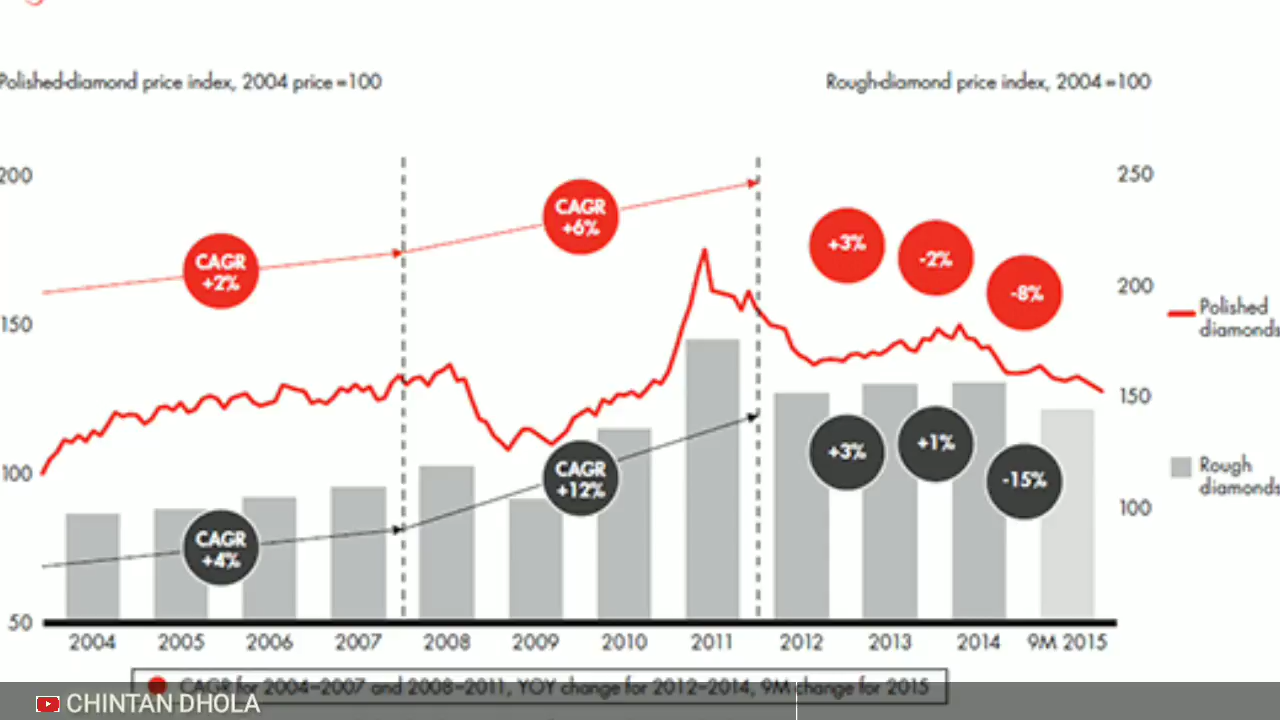 Polished-diamond price index, 2004 price=100
Rough-diamond price index, 2004=100
200
250
CAGR
+6%
+3%
-2%
CAGR
+2%
-8%
200
Polished
diamonds
150
150
100
CAGR
+12%
+3%
+1%
-15%
Rough
diamonds
100
CAGR
+4%
50
2004 2005 2006 2007 2008 2009 2010 2011 2012 2013 2014 9M 2015
CAGR for 2004–2007 and 2008–2011, YOY change for 2012–2014, 9M change for 2015
CHINTAN DHOLA